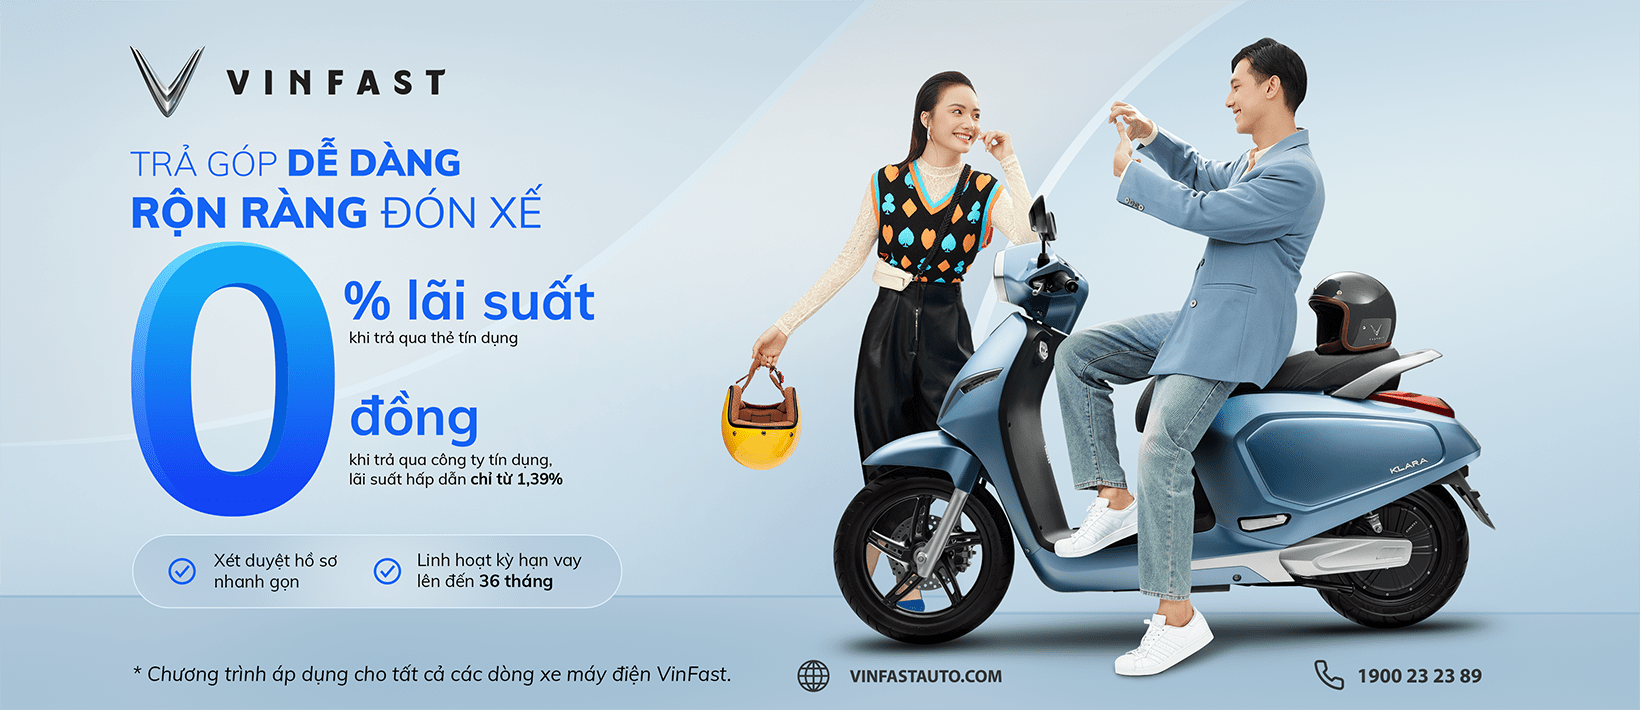 VINFAST
TRẢ GÓP DỄ DÀNG
RỘN RÀNG ĐÓN XẾ
0
% lãi suất
khi trả qua thẻ tín dụng
đồng
khi trả qua công ty tín dụng,
lãi suất hấp dẫn chỉ từ 1,39%
Xét duyệt hồ sơ
nhanh gọn
Linh hoạt kỳ hạn vay
lên đến 36 tháng
KLARA
* Chương trình áp dụng cho tất cả các dòng xe máy điện VinFast.
VINFASTAUTO.COM
1900 23 23 89